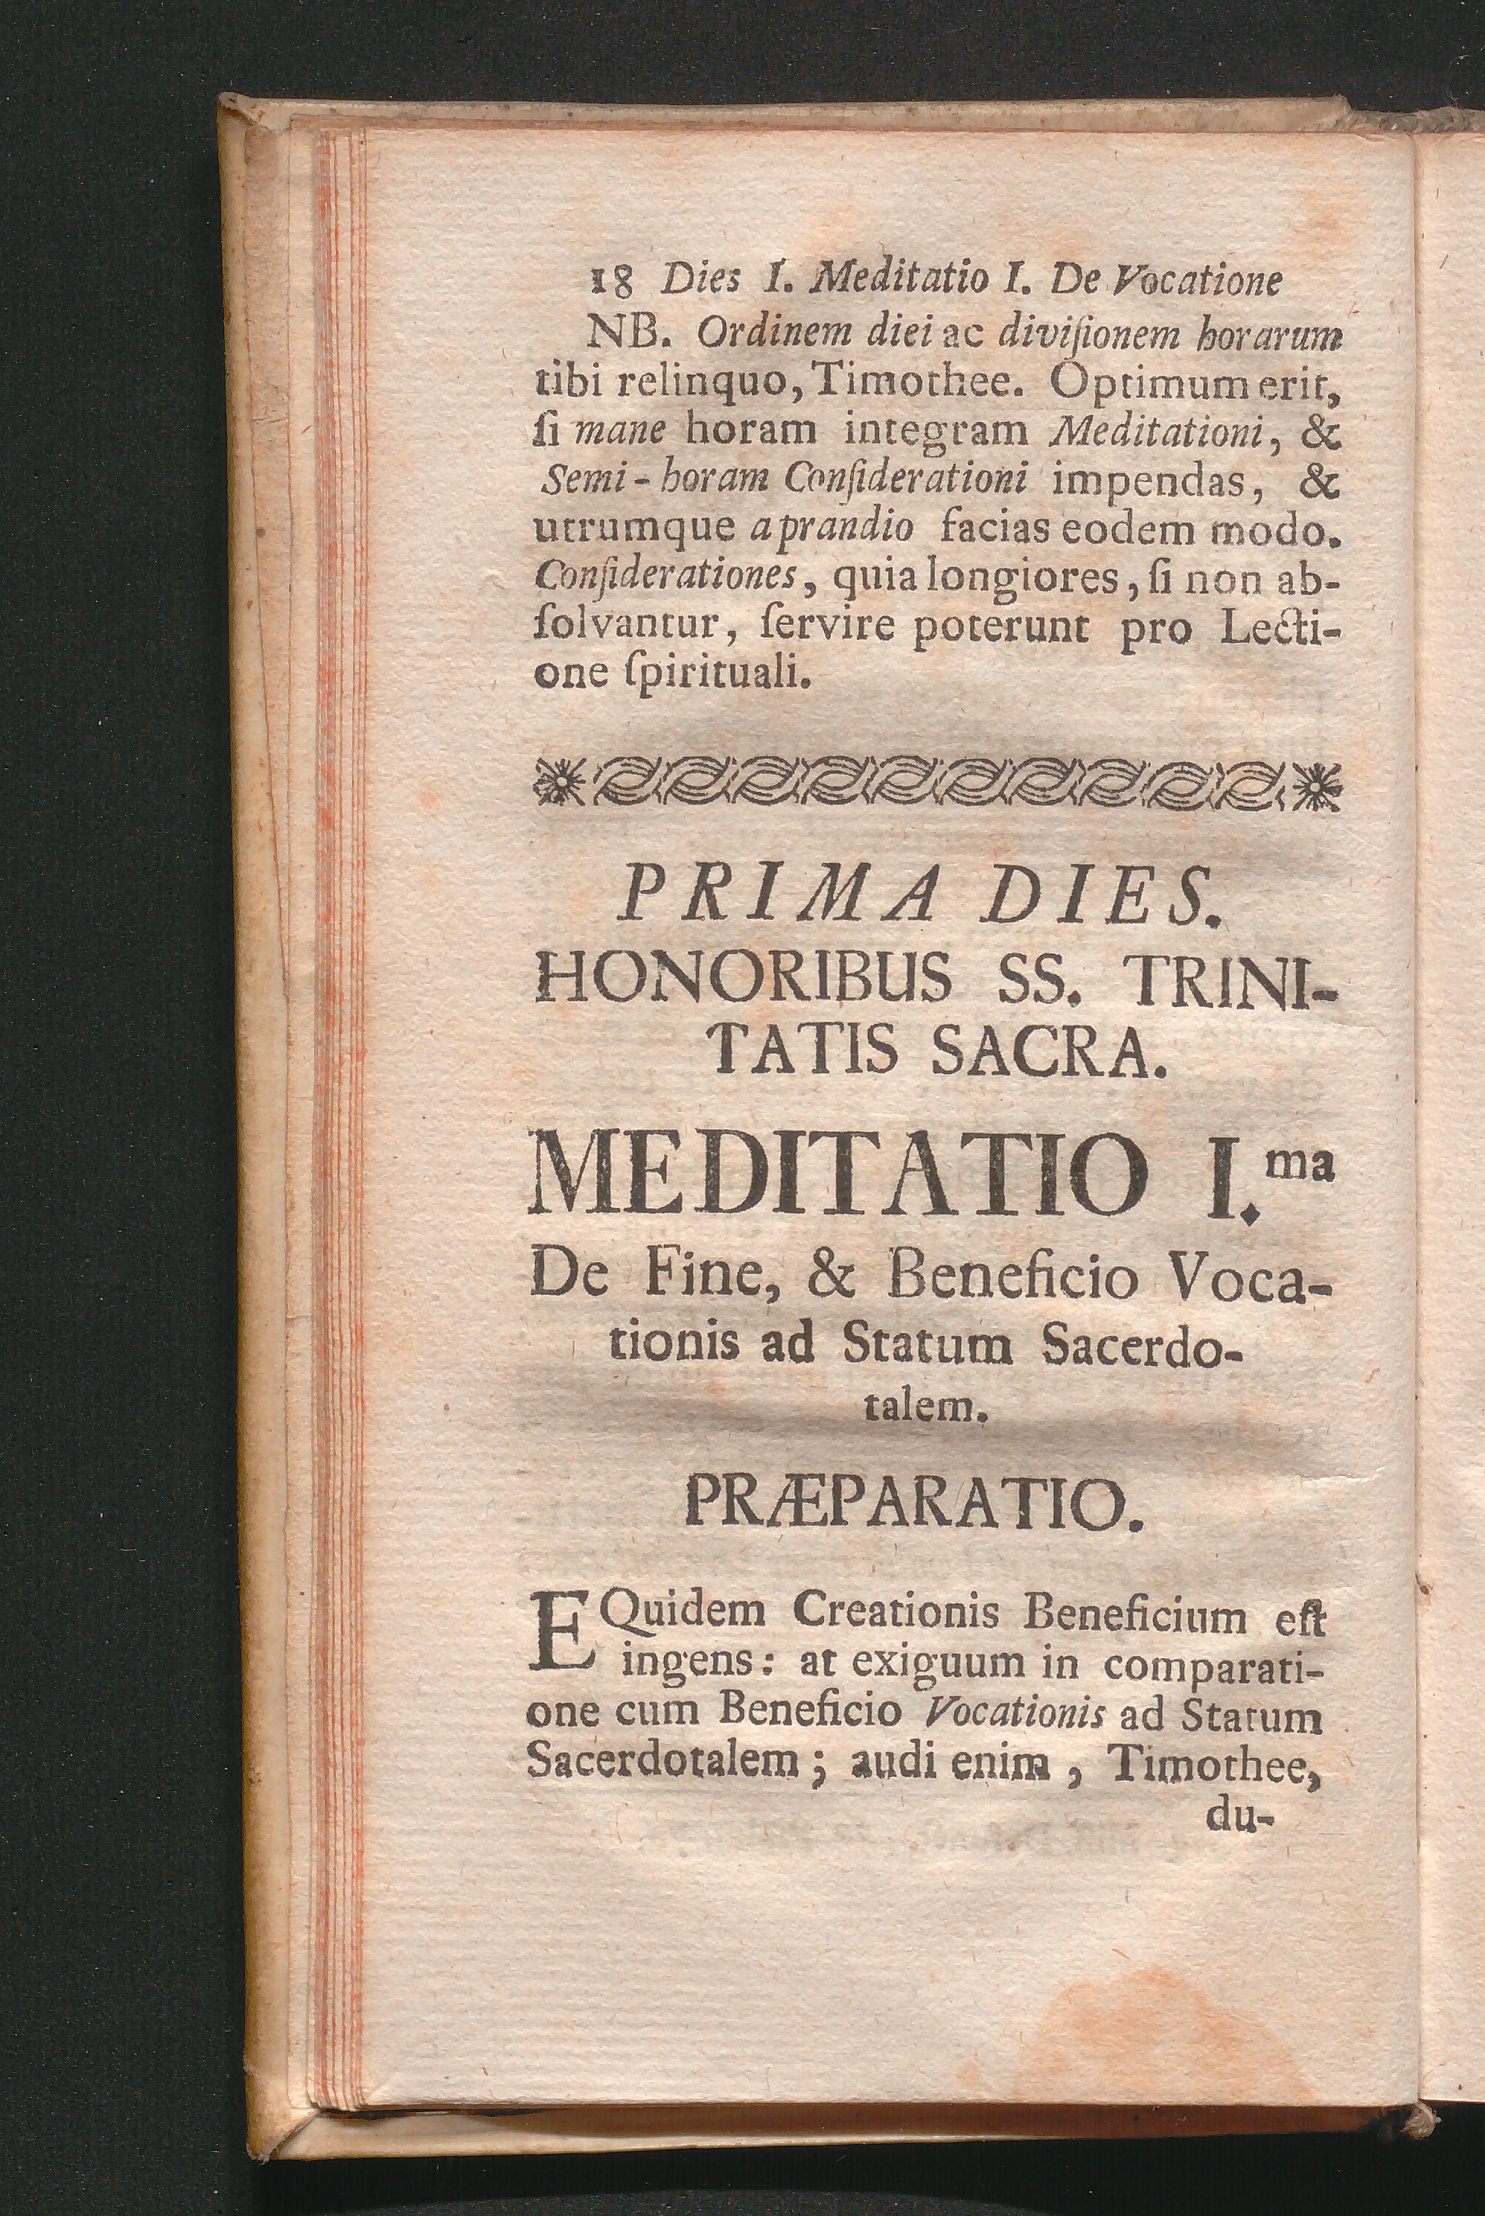 18 Dies I. Meditatio I. De Vocatione
NB. Ordinem diei ac diviſionem horarum
tibi relinquo, Timothee. Optimum erit,
ſi mane horam integram Meditationi, &
Semi-horam Conſiderationi impendas, &
utrumque a prandio facias eodem modo.
Conſiderationes, quia longiores, ſi non ab-
ſolvantur, ſervire poterunt pro Lecti-
one ſpirituali.
PRIMA DIES.
HONORIBUS SS. TRINI-
TATIS SACRA.
MEDITATIO I.ma
De Fine, & Beneficio Voca-
tionis ad Statum Sacerdo-
talem.
PRÆPARATIO.
EQuidem Creationis Beneficium eſt
ingens: at exiguum in comparati-
one cum Beneficio Vocationis ad Statum
Sacerdotalem; audi enim, Timothee,
du-